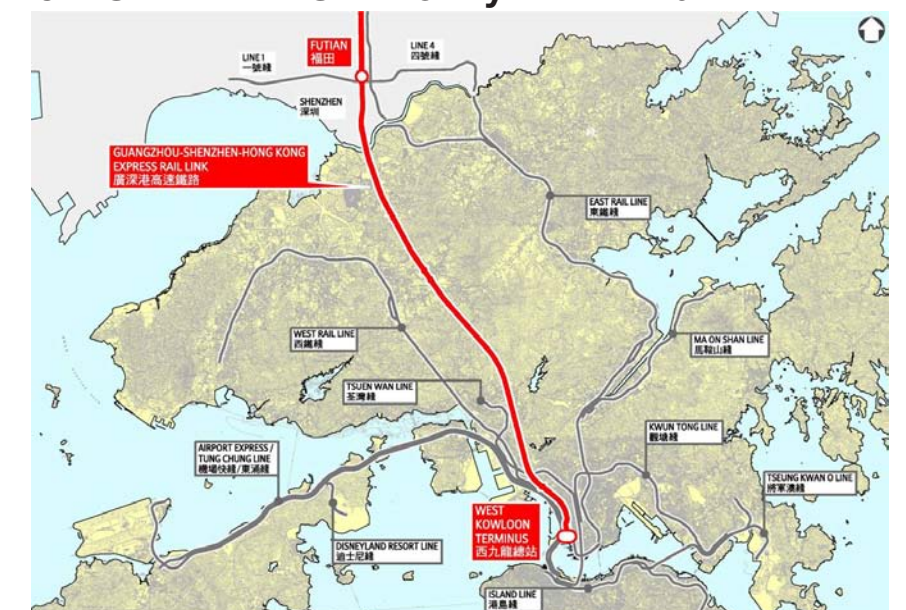 LINE 1
一號綫
FUTIAN
福田
LINE 4
四號綫
SHENZHEN
深圳
GUANGZHOU-SHENZHEN-HONG KONG
EXPRESS RAIL LINK
廣深港高速鐵路
EAST RAIL LINE
東鐵綫
WEST RAIL LINE
西鐵綫
MA ON SHAN LINE
馬鞍山綫
TSUEN WAN LINE
荃灣綫
KWUN TONG LINE
觀塘綫
AIRPORT EXPRESS /
TUNG CHUNG LINE
機場快綫/東涌綫
TSEUNG KWAN O LINE
將軍澳綫
WEST
KOWLOON
TERMINUS
西九龍總站
DISNEYLAND RESORT LINE
迪士尼綫
ISLAND LINE
港島綫